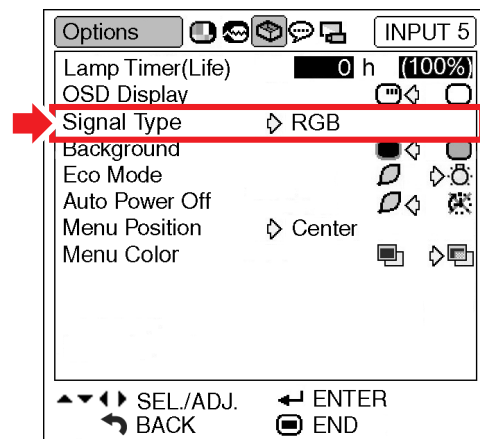 Options INPUT 5
Lamp Timer(Life) 0 h (100%)
OSD Display
Signal Type RGB
Background
Eco Mode
Auto Power Off
Menu Position Center
Menu Color
SEL./ADJ. ENTER
BACK END